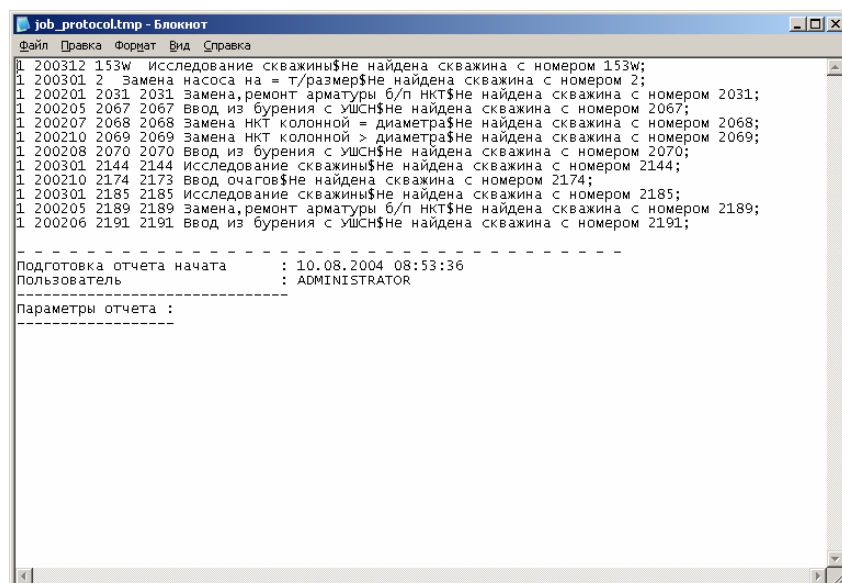 job_protocol.tmp - Блокнот
Файл Правка Формат Вид Справка
1 200312 153W  Исследование скважины$Не найдена скважина с номером 153W;
1 200301 2  Замена насоса на = т/размер$Не найдена скважина с номером 2;
1 200201 2031 2031 Замена,ремонт арматуры б/п НКТ$Не найдена скважина с номером 2031;
1 200205 2067 2067 Ввод из бурения с УШСН$Не найдена скважина с номером 2067;
1 200207 2068 2068 Замена НКТ колонной = диаметра$Не найдена скважина с номером 2068;
1 200210 2069 2069 Замена НКТ колонной > диаметра$Не найдена скважина с номером 2069;
1 200208 2070 2070 Ввод из бурения с УШСН$Не найдена скважина с номером 2070;
1 200301 2144 2144 Исследование скважины$Не найдена скважина с номером 2144;
1 200210 2174 2173 Ввод очагов$Не найдена скважина с номером 2174;
1 200301 2185 2185 Исследование скважины$Не найдена скважина с номером 2185;
1 200205 2189 2189 Замена,ремонт арматуры б/п НКТ$Не найдена скважина с номером 2189;
1 200206 2191 2191 Ввод из бурения с УШСН$Не найдена скважина с номером 2191;
- - - - - - - - - - - - - - - - - - - - - - - - - - - - - - - - - - -
Подготовка отчета начата      : 10.08.2004 08:53:36
Пользователь                  : ADMINISTRATOR
-------------------------------
Параметры отчета :
------------------